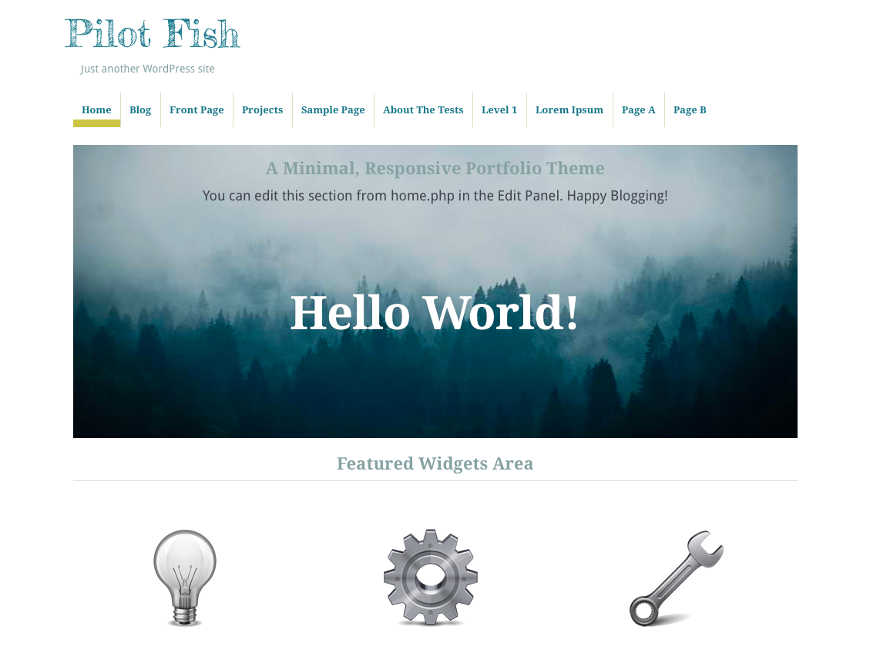 Pilot Fish
Just another WordPress site
Home Blog Front Page Projects Sample Page About The Tests Level 1 Lorem Ipsum Page A Page B
A Minimal, Responsive Portfolio Theme
You can edit this section from home.php in the Edit Panel. Happy Blogging!
Hello World!
Featured Widgets Area